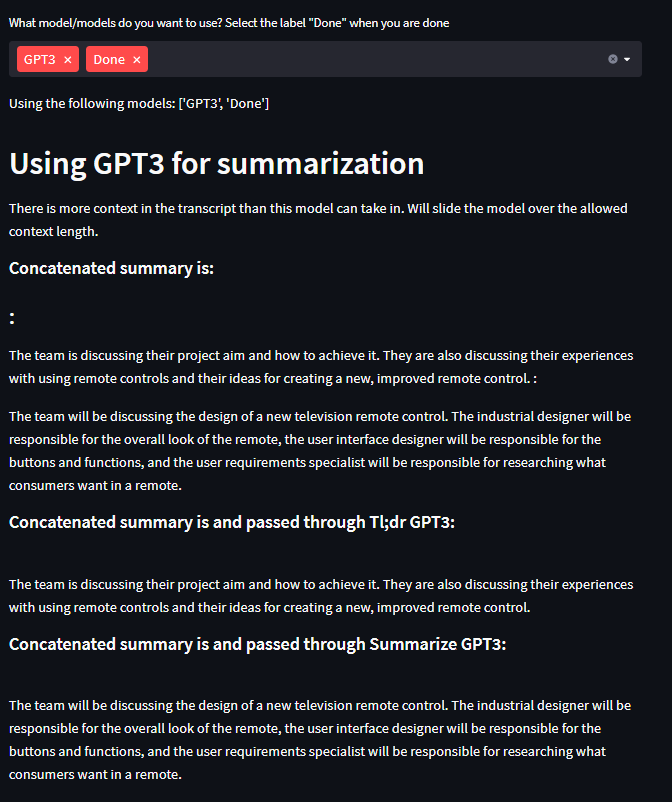 What model/models do you want to use? Select the label "Done" when you are done
GPT3 × Done ×
Using the following models: ['GPT3', 'Done']
Using GPT3 for summarization
There is more context in the transcript than this model can take in. Will slide the model over the allowed
context length.
Concatenated summary is:
:
The team is discussing their project aim and how to achieve it. They are also discussing their experiences
with using remote controls and their ideas for creating a new, improved remote control. :
The team will be discussing the design of a new television remote control. The industrial designer will be
responsible for the overall look of the remote, the user interface designer will be responsible for the
buttons and functions, and the user requirements specialist will be responsible for researching what
consumers want in a remote.
Concatenated summary is and passed through Tl;dr GPT3:
The team is discussing their project aim and how to achieve it. They are also discussing their experiences
with using remote controls and their ideas for creating a new, improved remote control.
Concatenated summary is and passed through Summarize GPT3:
The team will be discussing the design of a new television remote control. The industrial designer will be
responsible for the overall look of the remote, the user interface designer will be responsible for the
buttons and functions, and the user requirements specialist will be responsible for researching what
consumers want in a remote.